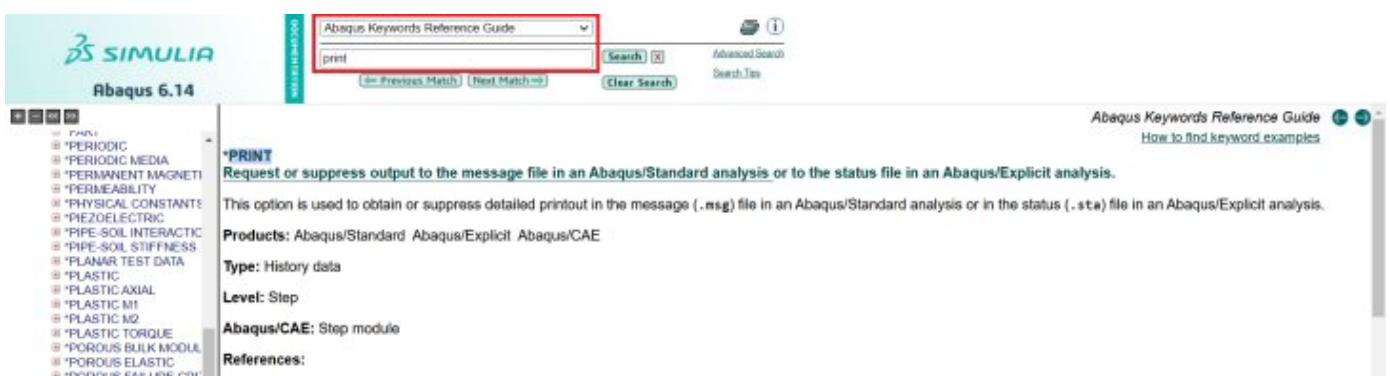 SIMULIA
Abaqus 6.14
DOCUMENTATION
Abaqus Keywords Reference Guide
print
Search
Advanced Search
Search Tips
Previous Match
Next Match
Clear Search
Abaqus Keywords Reference Guide
How to find keyword examples
PART
*PERIODIC
*PERIODIC MEDIA
*PERMANENT MAGNETI
*PERMEABILITY
*PHYSICAL CONSTANTS
*PIEZOELECTRIC
*PIPE-SOIL INTERACTIC
*PIPE-SOIL STIFFNESS
*PLANAR TEST DATA
*PLASTIC
*PLASTIC AXIAL
*PLASTIC M1
*PLASTIC M2
*PLASTIC TORQUE
*POROUS BULK MODUL
*POROUS ELASTIC
*POROUS FAILURE CRI
*PRINT
Request or suppress output to the message file in an Abaqus/Standard analysis or to the status file in an Abaqus/Explicit analysis.
This option is used to obtain or suppress detailed printout in the message (.msg) file in an Abaqus/Standard analysis or in the status (.sta) file in an Abaqus/Explicit analysis.
Products: Abaqus/Standard Abaqus/Explicit Abaqus/CAE
Type: History data
Level: Step
Abaqus/CAE: Step module
References: